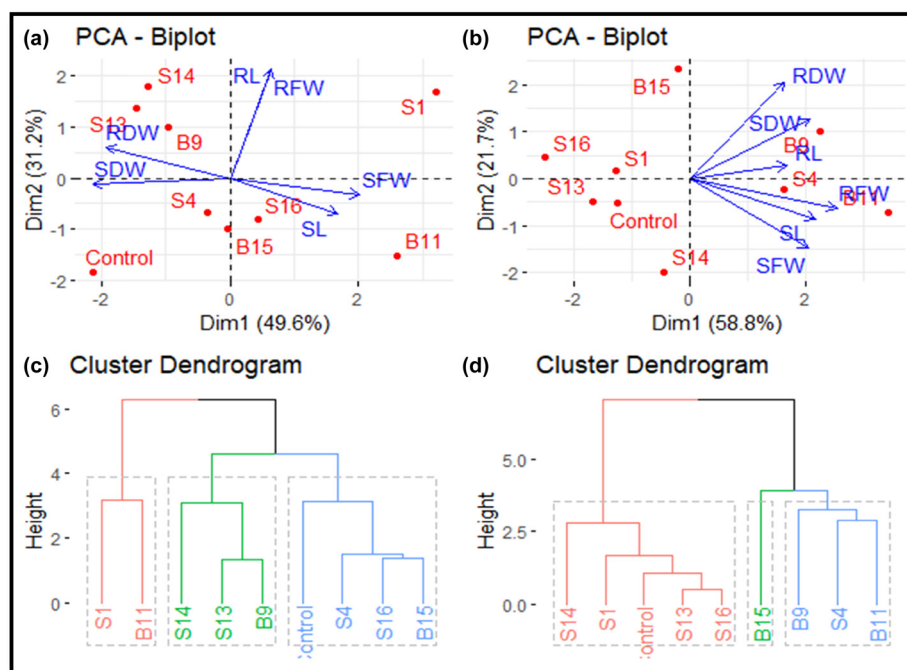 (a) PCA - Biplot
S14
RL
RFW
S1
S13
RDW
B9
SDW
SFW
S4
S16
SL
B15
B11
Control
2
1
0
-1
-2
Dim2 (31.2%)
-2
0
2
Dim1 (49.6%)
(b) PCA - Biplot
B15
RDW
SDW
B9
S16
S1
RL
S4
RFW
S13
B11
Control
SL
S14
SFW
2
1
0
-1
-2
Dim2 (21.7%)
-2
0
2
Dim1 (58.8%)
(c) Cluster Dendrogram
6
4
2
0
Height
S1
B11
S14
S13
B9
Control
S4
S16
B15
(d) Cluster Dendrogram
5.0
2.5
0.0
Height
S14
S1
Control
S13
S16
B15
B9
S4
B11